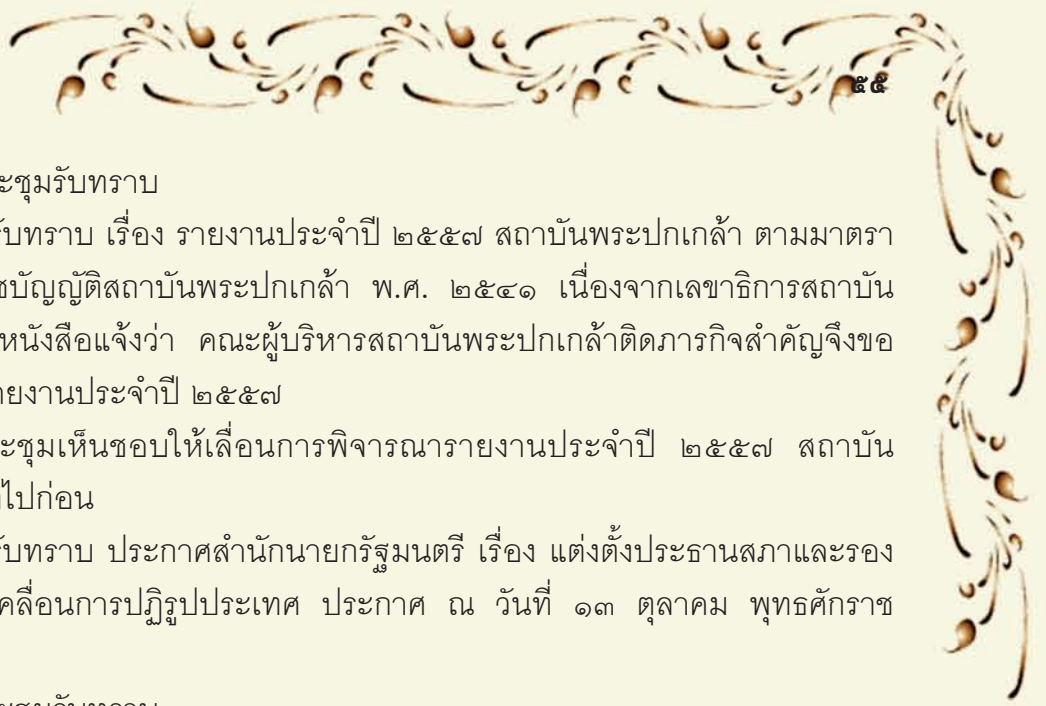 ๕๕
ะชุมรับทราบ
รับทราบ เรื่อง รายงานประจำปี ๒๕๕๗ สถาบันพระปกเกล้า ตามมาตรา
ชบัญญัติสถาบันพระปกเกล้า พ.ศ. ๒๕๔๑ เนื่องจากเลขาธิการสถาบัน
หนังสือแจ้งว่า คณะผู้บริหารสถาบันพระปกเกล้าติดภารกิจสำคัญจึงขอ
ายงานประจำปี ๒๕๕๗
ะชุมเห็นชอบให้เลื่อนการพิจารณารายงานประจำปี ๒๕๕๗ สถาบัน
ไปก่อน
รับทราบ ประกาศสำนักนายกรัฐมนตรี เรื่อง แต่งตั้งประธานสภาและรอง
คลื่อนการปฏิรูปประเทศ ประกาศ ณ วันที่ ๑๓ ตุลาคม พุทธศักราช